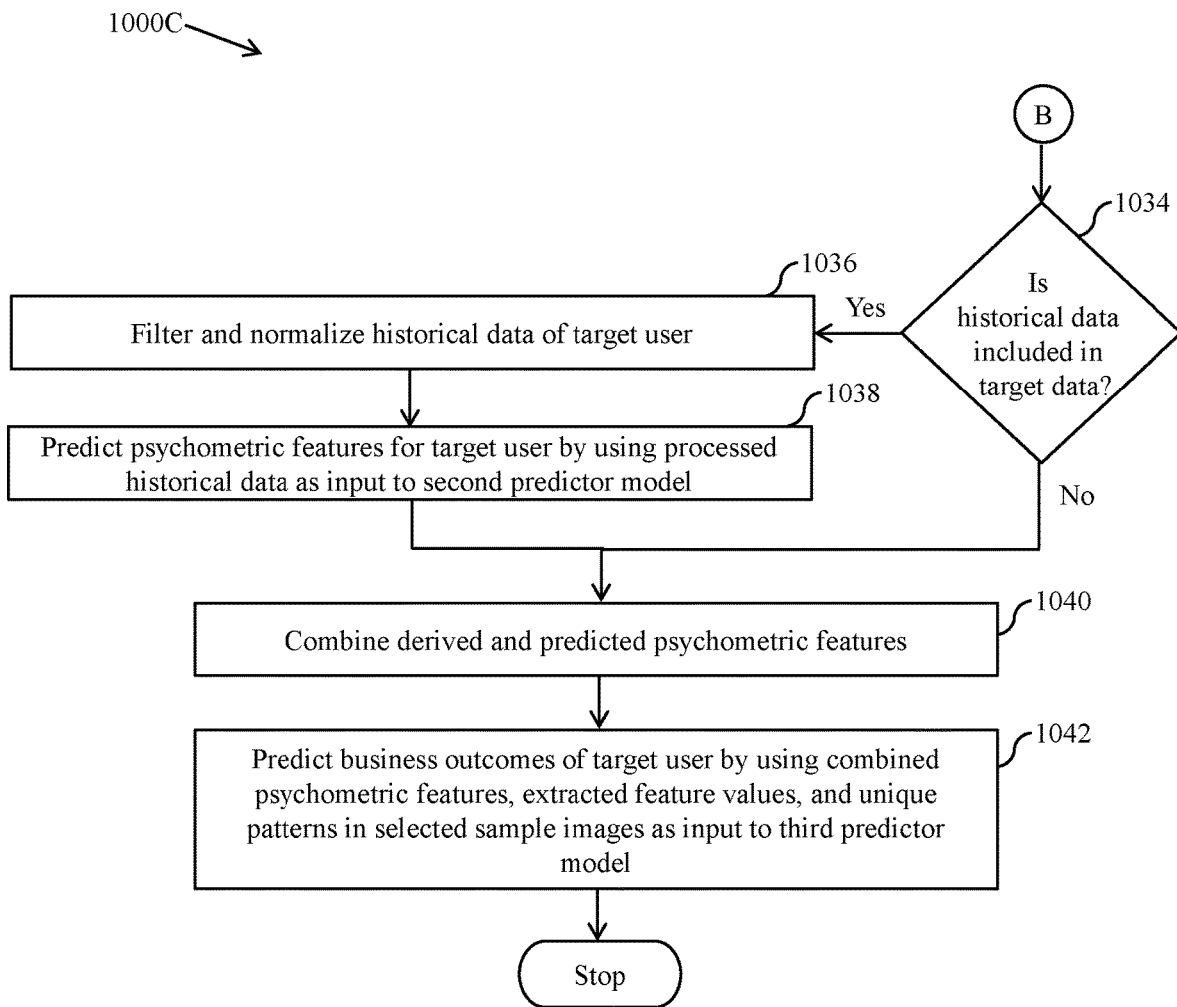 1000C
B
1034
Is
historical data
included in
target data?
Yes
No
1036
Filter and normalize historical data of target user
1038
Predict psychometric features for target user by using processed
historical data as input to second predictor model
1040
Combine derived and predicted psychometric features
1042
Predict business outcomes of target user by using combined
psychometric features, extracted feature values, and unique
patterns in selected sample images as input to third predictor
model
Stop